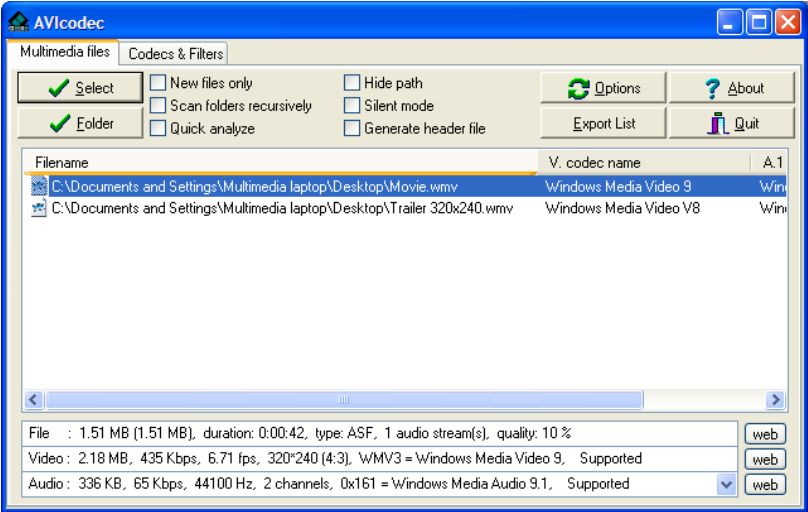 AVIcodec
Multimedia files Codecs & Filters
Select New files only Hide path Options About
Scan folders recursively Silent mode
Folder Quick analyze Generate header file Export List Quit
Filename V. codec name A.1
C:\Documents and Settings\Multimedia laptop\Desktop\Movie.wmv Windows Media Video 9 Win
C:\Documents and Settings\Multimedia laptop\Desktop\Trailer 320x240.wmv Windows Media Video V8 Win
File : 1.51 MB (1.51 MB), duration: 0:00:42, type: ASF, 1 audio stream(s), quality: 10 % web
Video : 2.18 MB, 435 Kbps, 6.71 fps, 320*240 (4:3), WMV3 = Windows Media Video 9, Supported web
Audio : 336 KB, 65 Kbps, 44100 Hz, 2 channels, 0x161 = Windows Media Audio 9.1, Supported web